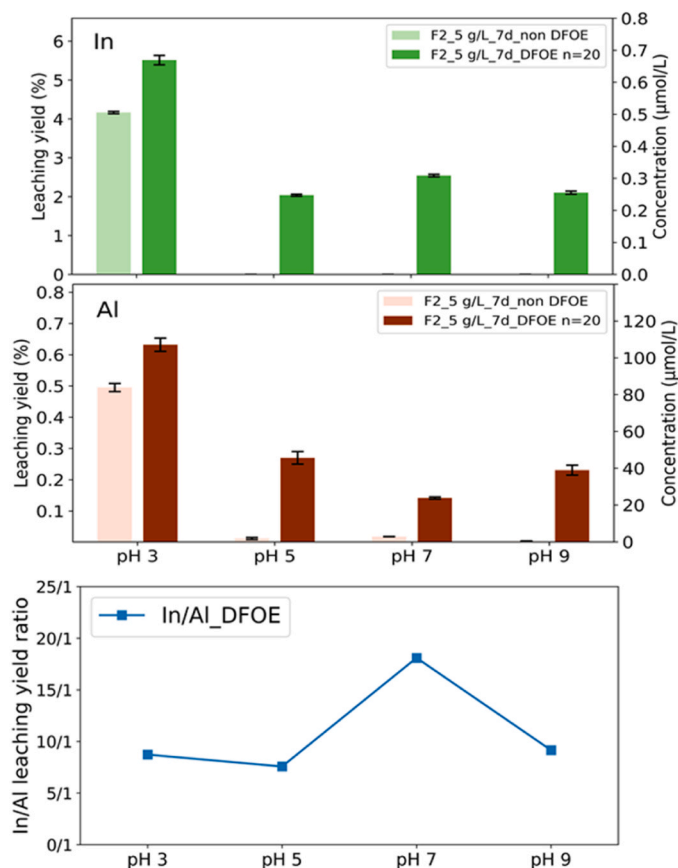 In
F2_5 g/L_7d_non DFOE
F2_5 g/L_7d_DFOE n=20
Leaching yield (%)
6
5
4
3
2
1
0
Concentration (μmol/L)
0.8
0.7
0.6
0.5
0.4
0.3
0.2
0.1
0.0
Al
F2_5 g/L_7d_non DFOE
F2_5 g/L_7d_DFOE n=20
Leaching yield (%)
0.8
0.7
0.6
0.5
0.4
0.3
0.2
0.1
Concentration (μmol/L)
120
100
80
60
40
20
0
pH 3 pH 5 pH 7 pH 9
In/Al_DFOE
In/Al leaching yield ratio
25/1
20/1
15/1
10/1
5/1
0/1
pH 3 pH 5 pH 7 pH 9